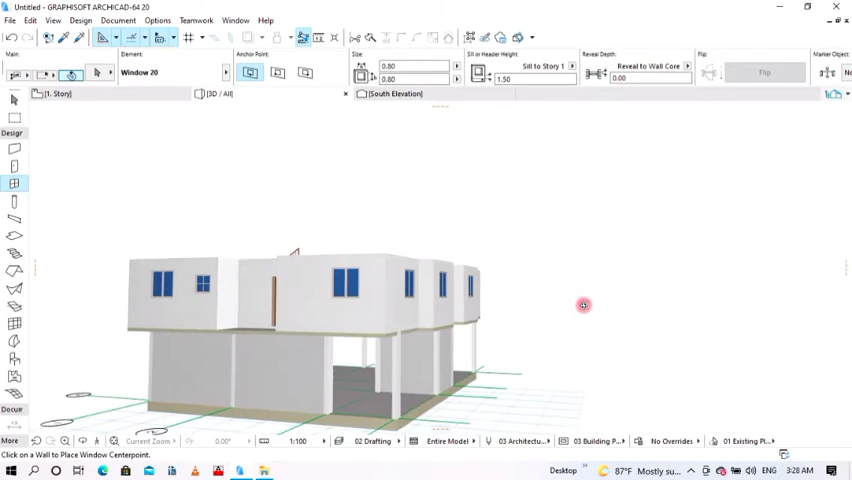 Untitled - GRAPHISOFT ARCHICAD-64 20
File Edit View Design Document Options Teamwork Window Help
Main:
Element:
Window 20
Anchor Point:
Size:
0.80
0.80
Sill or Header Height:
Sill to Story 1
1.50
Reveal Depth:
Reveal to Wall Core
0.00
Flip:
Flip
Marker Object:
[1. Story]
[3D / All]
[South Elevation]
Design
Docum
More
Current Zoom
0.00°
1:100
02 Drafting
Entire Model
03 Architectur...
03 Building P...
No Overrides
01 Existing Pl...
Click on a Wall to Place Window Centerpoint.
Desktop
87°F Mostly su...
ENG
3:28 AM